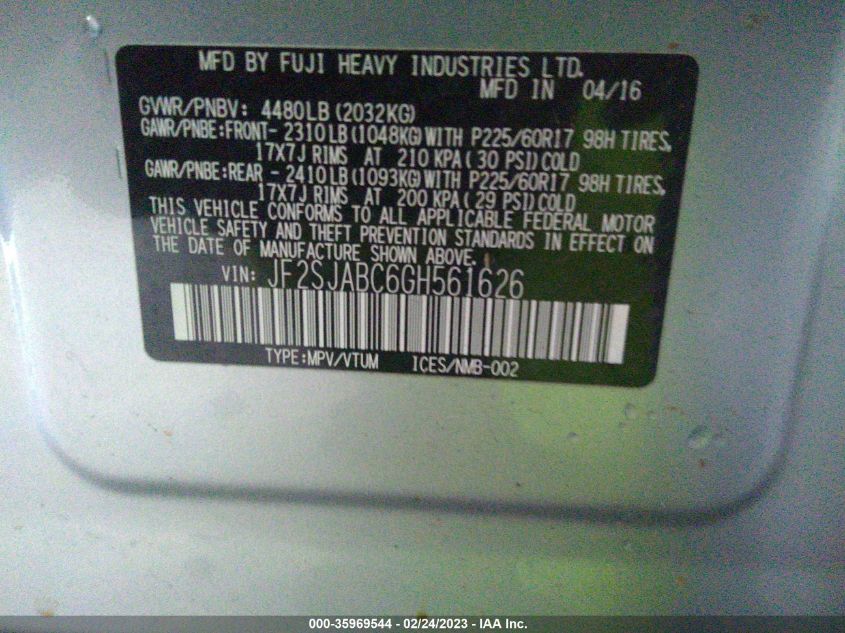 MFD BY FUJI HEAVY INDUSTRIES LTD.
MFD IN 04/16
GVWR/PNBV: 4480LB (2032KG)
GAWR/PNBE:FRONT- 2310LB (1048KG) WITH P225/60R17 98H TIRES,
17X7J RIMS AT 210 KPA ( 30 PSI) COLD
GAWR/PNBE:REAR - 2410LB (1093KG) WITH P225/60R17 98H TIRES,
17X7J RIMS AT 200 KPA ( 29 PSI) COLD
THIS VEHICLE CONFORMS TO ALL APPLICABLE FEDERAL MOTOR
VEHICLE SAFETY AND THEFT PREVENTION STANDARDS IN EFFECT ON
THE DATE OF MANUFACTURE SHOWN ABOVE.
VIN: JF2SJABC6GH561626
TYPE:MPV/VTUM ICES/NMB-002
000-35969544 - 02/24/2023 - IAA Inc.